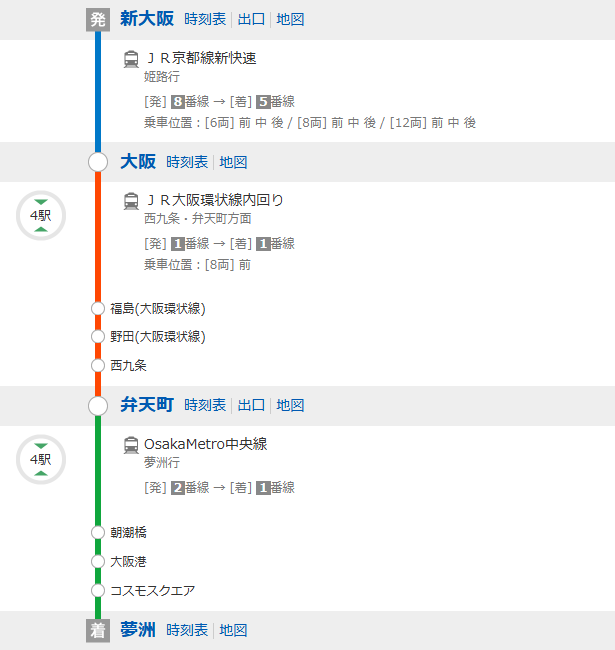 発 新大阪 時刻表 出口 地図
ＪＲ京都線新快速
姫路行
[発] 8番線 → [着] 5番線
乗車位置：[6両] 前 中 後 / [8両] 前 中 後 / [12両] 前 中 後
大阪 時刻表 地図
4駅
ＪＲ大阪環状線内回り
西九条・弁天町方面
[発] 1番線 → [着] 1番線
乗車位置：[8両] 前
福島(大阪環状線)
野田(大阪環状線)
西九条
弁天町 時刻表 出口 地図
4駅
OsakaMetro中央線
夢洲行
[発] 2番線 → [着] 1番線
朝潮橋
大阪港
コスモスクエア
着 夢洲 時刻表 地図